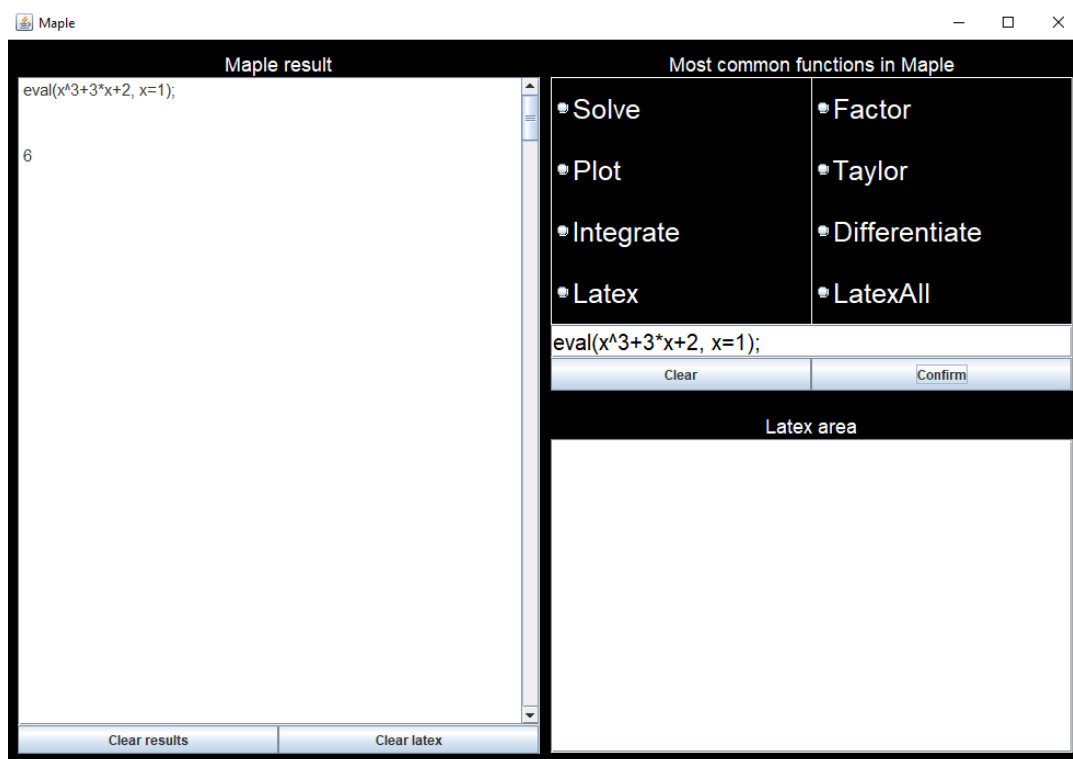 Maple
Maple result
eval(x^3+3*x+2, x=1);
6
Clear results
Clear latex
Most common functions in Maple
Solve
Factor
Plot
Taylor
Integrate
Differentiate
Latex
LatexAll
eval(x^3+3*x+2, x=1);
Clear
Confirm
Latex area